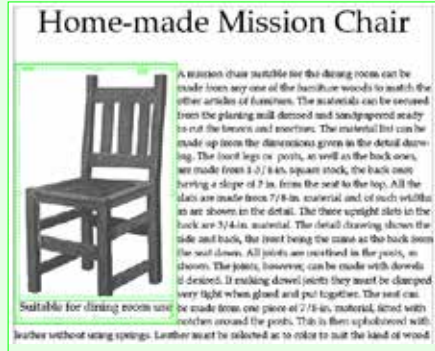 Home-made Mission Chair
A mission chair suitable for the dining room can be
made from any one of the furniture woods to match the
other articles of furniture. The materials can be secured
from the planing mill dressed and sandpapered ready
to cut the tenons and mortises. The material list can be
made up from the dimensions given in the detail draw-
ing. The front legs or posts, as well as the back ones,
are made from 1-3/4-in. square stock, the back ones
having a slope of 2 in. from the seat to the top. All the
slats are made from 7/8-in. material and of such widths
as are shown in the detail. The three upright slats in the
back are 3/4-in. material. The detail drawing shows the
side and back, the front being the same as the back from
the seat down. All joints are mortised in the posts, as
shown. The joints, however, can be made with dowels
if desired. If making dowel joints they must be clamped
very tight when glued and put together. The seat can
Suitable for dining room use
be made from one piece of 7/8-in. material, fitted with
notches around the posts. This is then upholstered with
leather without using springs. Leather must be selected as to color to suit the kind of wood